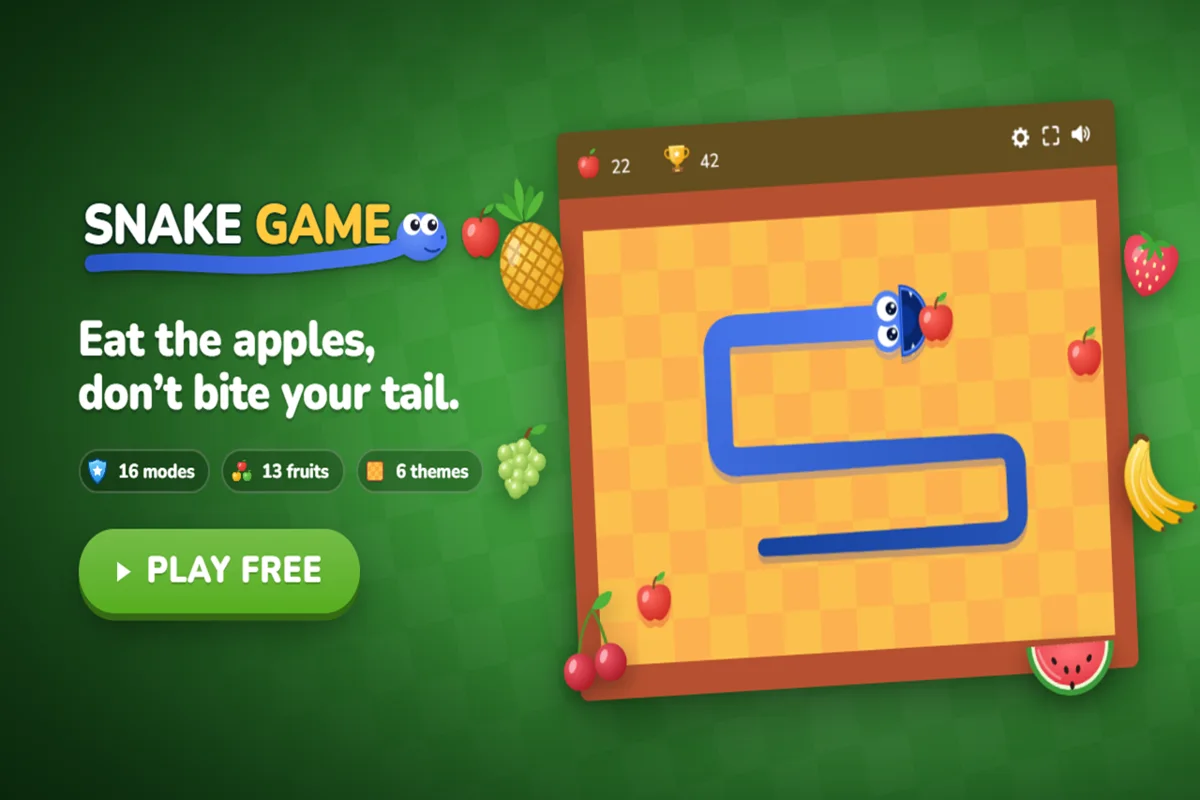 SNAKE GAME
Eat the apples,
don't bite your tail.
16 modes
13 fruits
6 themes
PLAY FREE
22
42